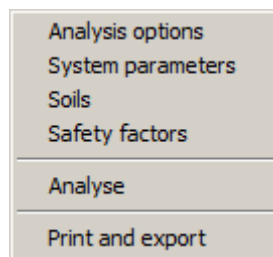 Analysis options
System parameters
Soils
Safety factors
Analyse
Print and export